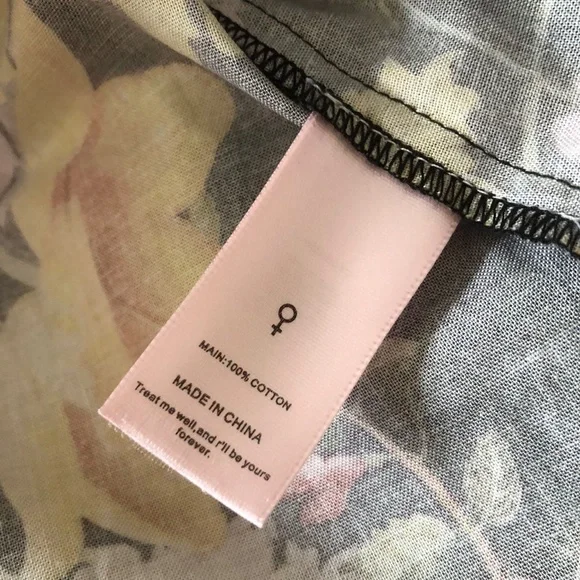 ♀
MAIN:100% COTTON
MADE IN CHINA
Treat me well,and r'll be yours
forever.